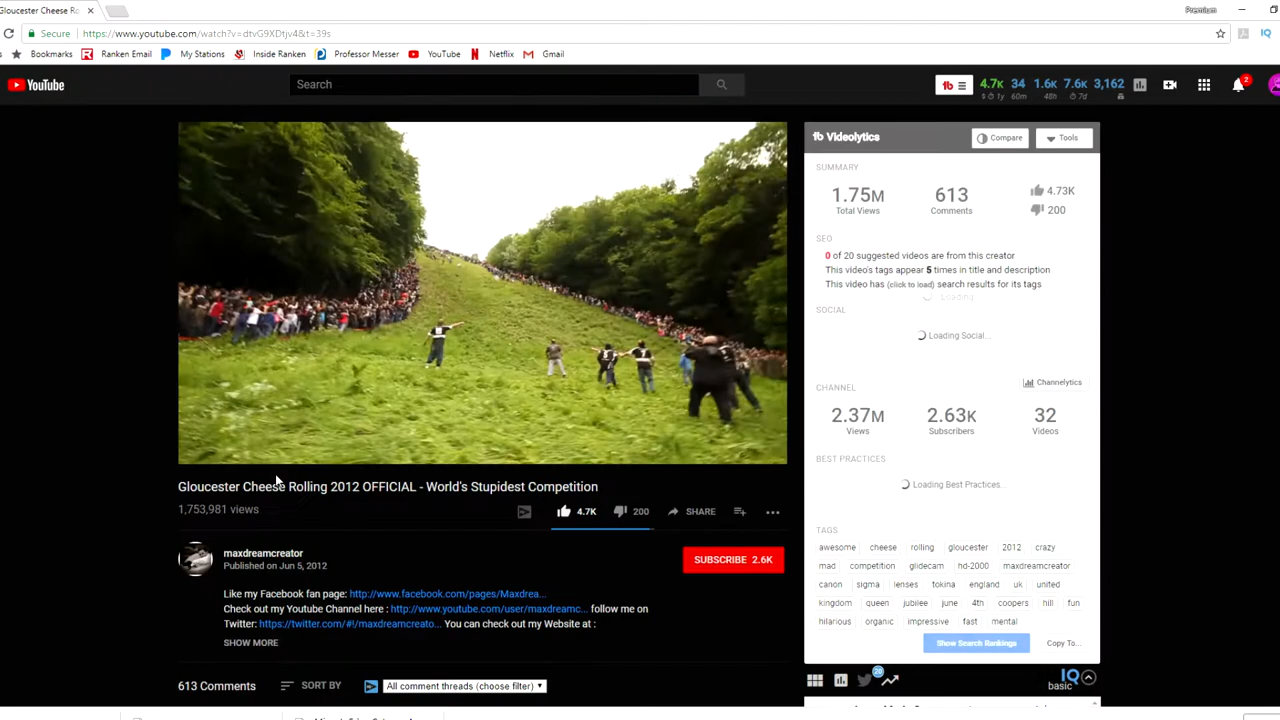 Gloucester Cheese Ro
Premium
Secure
https://www.youtube.com/watch?v=dtvG9XDtjv4&t=39s
Bookmarks
Ranken Email
My Stations
Inside Ranken
Professor Messer
YouTube
Netflix
Gmail
YouTube
Search
4.7K 34 1.6K 7.6K 3,162
1y 60m 48h 7d
2
Videolytics
Compare
Tools
SUMMARY
1.75M 613 4.73K
Total Views Comments 200
SEO
0 of 20 suggested videos are from this creator
This video's tags appear 5 times in title and description
This video has (click to load) search results for its tags
Loading
SOCIAL
Loading Social...
CHANNEL
Channelytics
2.37M 2.63K 32
Views Subscribers Videos
BEST PRACTICES
Loading Best Practices...
TAGS
awesome cheese rolling gloucester 2012 crazy
mad competition glidecam hd-2000 maxdreamcreator
canon sigma lenses tokina england uk united
kingdom queen jubilee june 4th coopers hill fun
hilarious organic impressive fast mental
Show Search Rankings
Copy To...
20
IQ
basic
Gloucester Cheese Rolling 2012 OFFICIAL - World's Stupidest Competition
1,753,981 views
4.7K 200 SHARE
maxdreamcreator
Published on Jun 5, 2012
SUBSCRIBE 2.6K
Like my Facebook fan page: http://www.facebook.com/pages/Maxdrea...
Check out my Youtube Channel here : http://www.youtube.com/user/maxdreamc... follow me on
Twitter: https://twitter.com/#!/maxdreamcreato... You can check out my Website at :
SHOW MORE
613 Comments
SORT BY
All comment threads (choose filter)